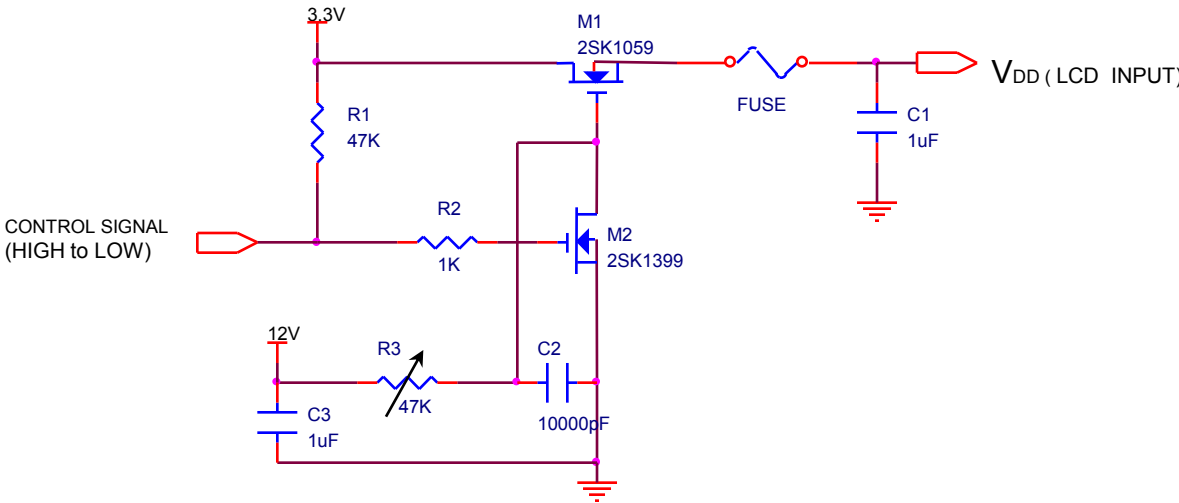 3.3V
M1
2SK1059
VDD ( LCD INPUT)
FUSE
R1
47K
C1
1uF
CONTROL SIGNAL
(HIGH to LOW)
R2
1K
M2
2SK1399
12V
R3
47K
C2
10000pF
C3
1uF